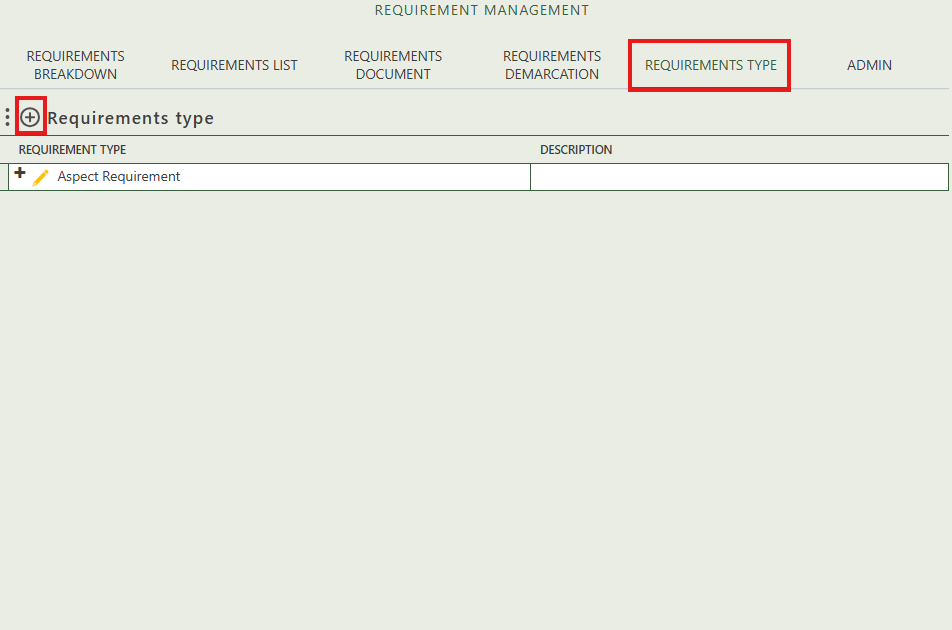 REQUIREMENT MANAGEMENT
REQUIREMENTS
BREAKDOWN
REQUIREMENTS LIST
REQUIREMENTS
DOCUMENT
REQUIREMENTS
DEMARCATION
REQUIREMENTS TYPE
ADMIN
Requirements type
REQUIREMENT TYPE
DESCRIPTION
Aspect Requirement